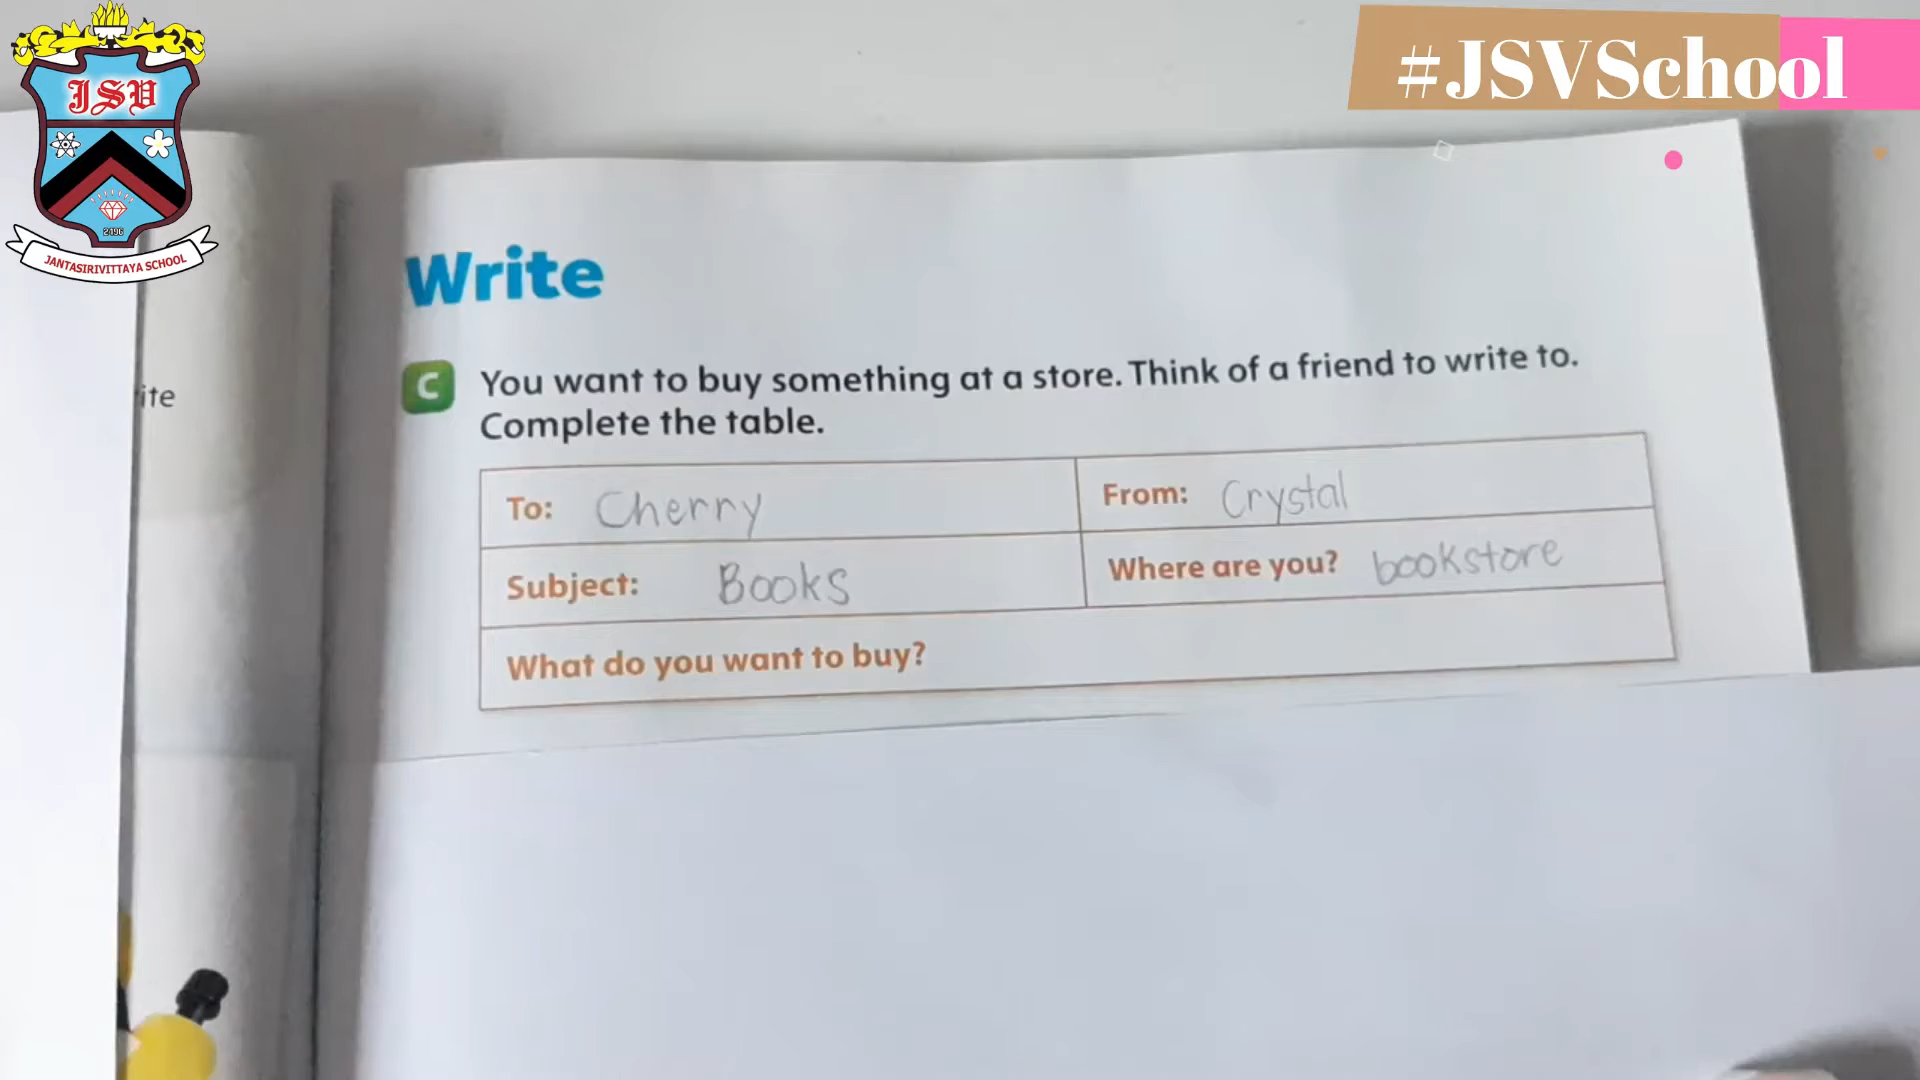 JSV
#JSVSchool
2496
JANTASIRIVITTAYA SCHOOL
ite
Write
C You want to buy something at a store. Think of a friend to write to.
Complete the table.
To: Cherry From: Crystal
Subject: Books Where are you? bookstore
What do you want to buy?